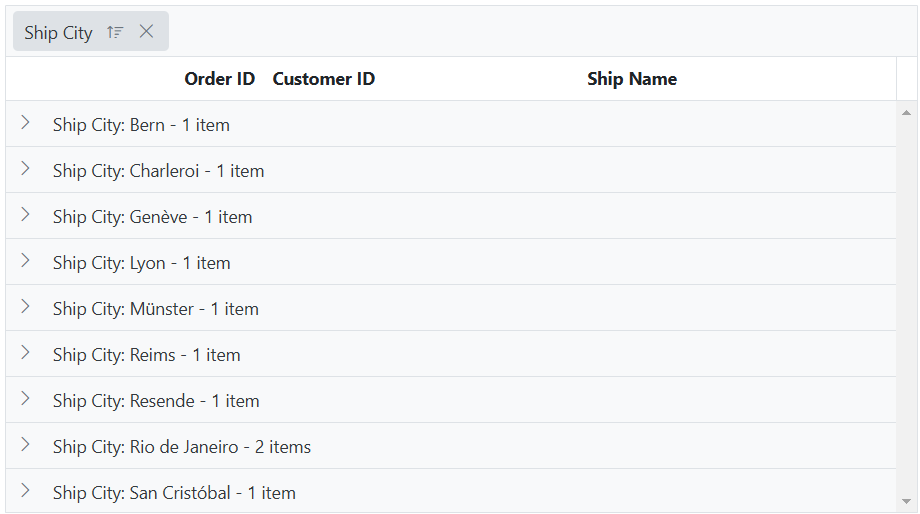 Ship City
Order ID Customer ID Ship Name
Ship City: Bern - 1 item
Ship City: Charleroi - 1 item
Ship City: Genève - 1 item
Ship City: Lyon - 1 item
Ship City: Münster - 1 item
Ship City: Reims - 1 item
Ship City: Resende - 1 item
Ship City: Rio de Janeiro - 2 items
Ship City: San Cristóbal - 1 item